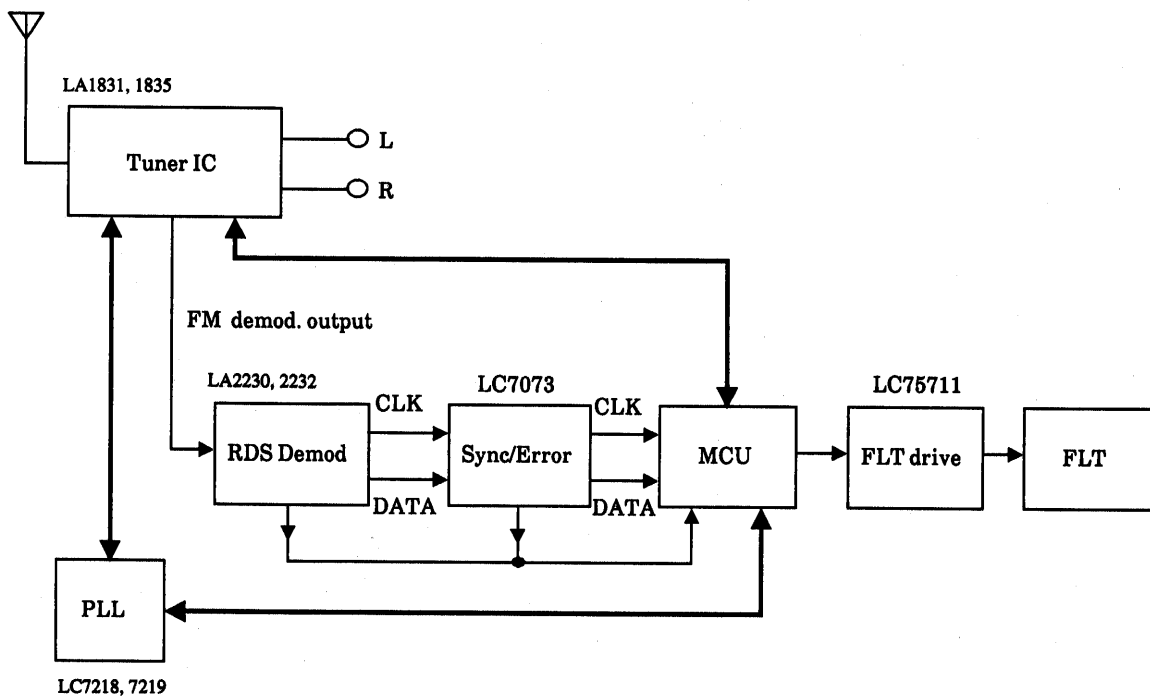 LA1831, 1835
Tuner IC
L
R
FM demod. output
LA2230, 2232
RDS Demod
CLK
DATA
LC7073
Sync/Error
CLK
DATA
MCU
LC75711
FLT drive
FLT
PLL
LC7218, 7219